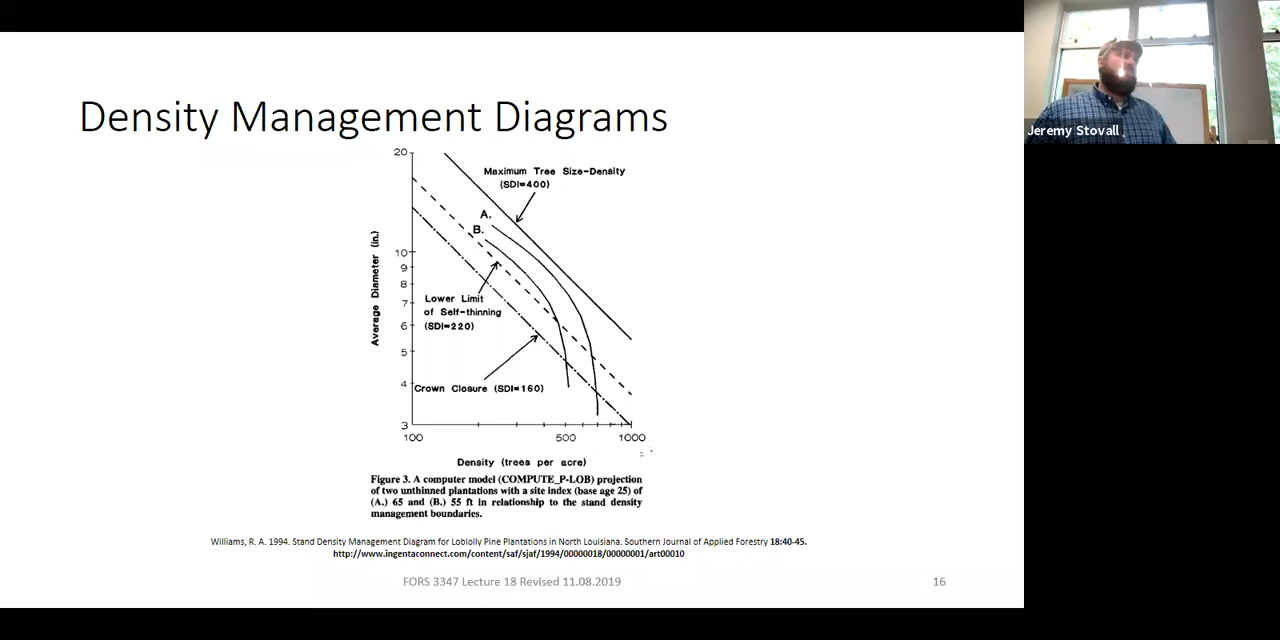 Density Management Diagrams
Jeremy Stovall
20
10
9
8
7
6
5
4
3
100
500
1000
Average Diameter (in.)
Maximum Tree Size-Density
(SDI=400)
A.
B.
Lower Limit
of Self-thinning
(SDI=220)
Crown Closure (SDI=160)
Density (trees per acre)
Figure 3. A computer model (COMPUTE_P-LOB) projection
of two unthinned plantations with a site index (base age 25) of
(A.) 65 and (B.) 55 ft in relationship to the stand density
management boundaries.
Williams, R. A. 1994. Stand Density Management Diagram for Loblolly Pine Plantations in North Louisiana. Southern Journal of Applied Forestry 18:40-45.
http://www.ingentaconnect.com/content/saf/sjaf/1994/00000018/00000001/art00010
FORS 3347 Lecture 18 Revised 11.08.2019
16